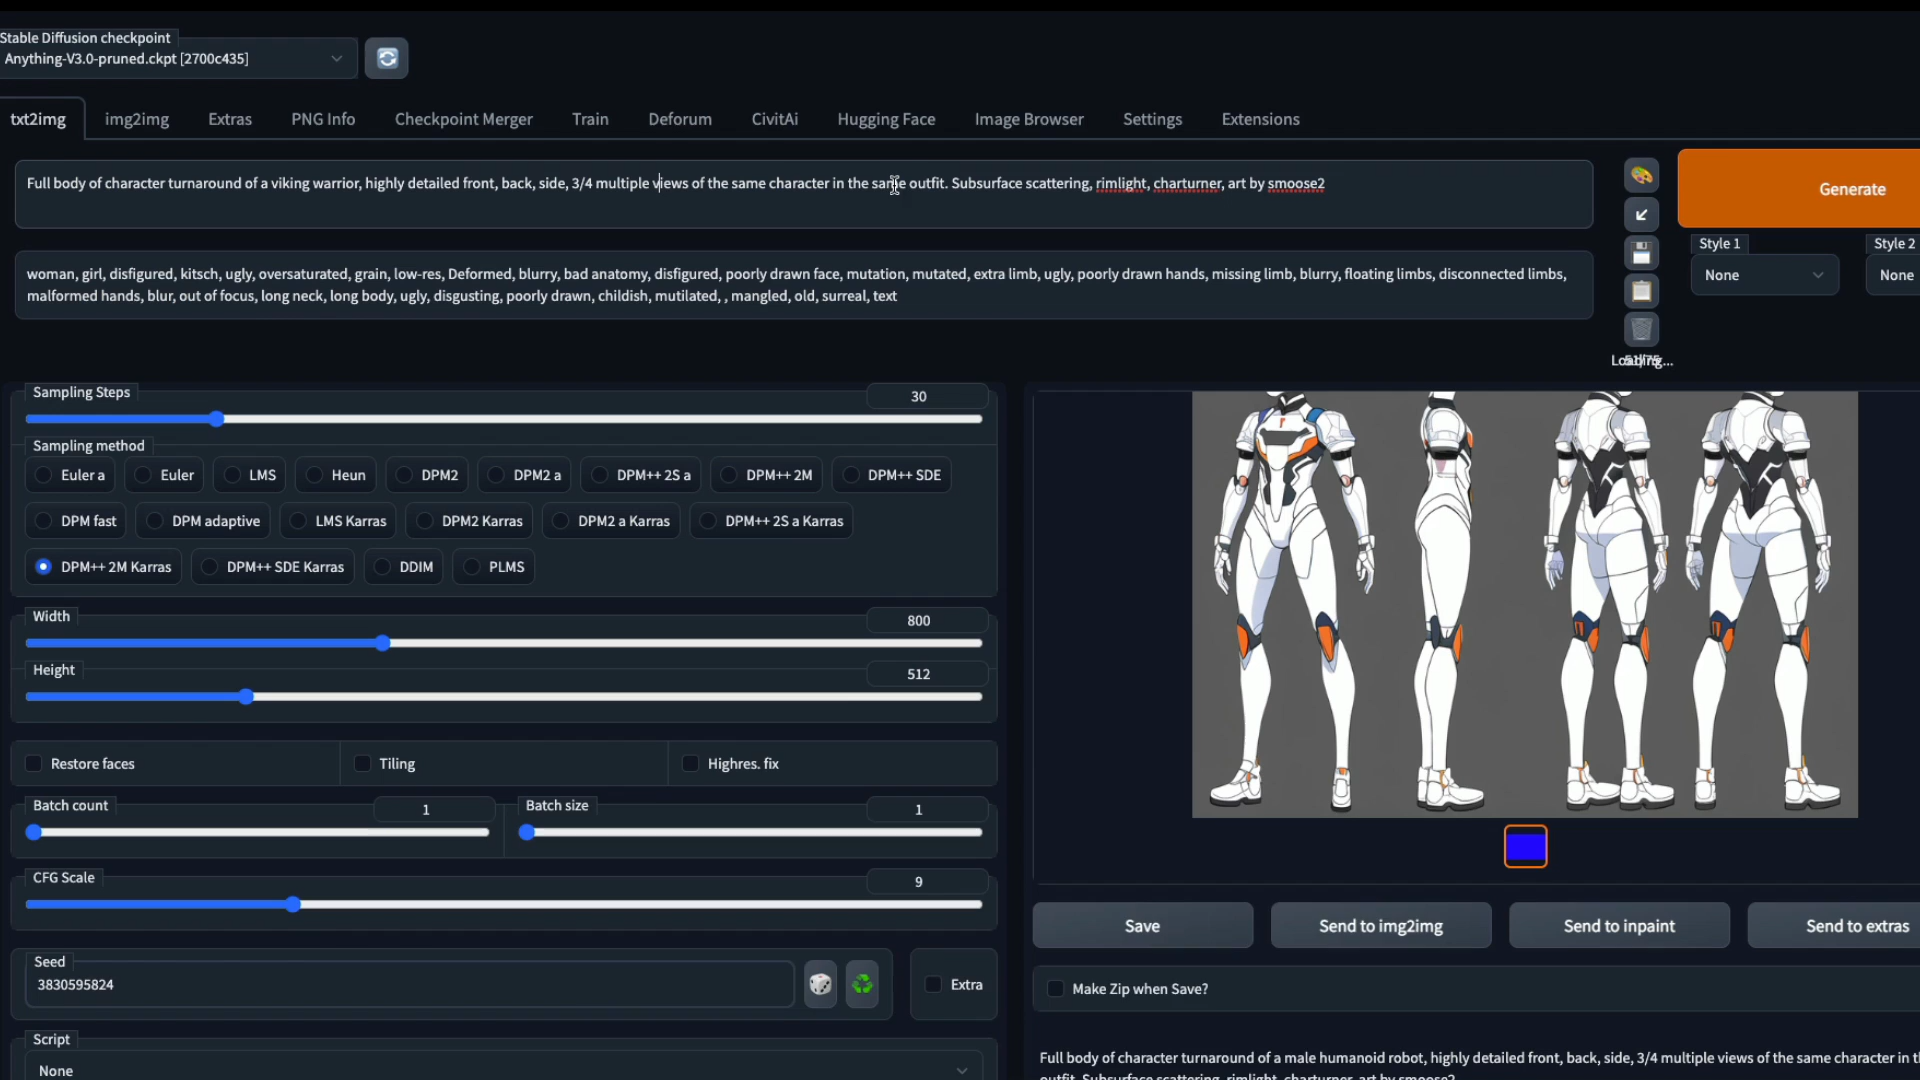 Stable Diffusion checkpoint
Anything-V3.0-pruned.ckpt [2700c435]
txt2img img2img Extras PNG Info Checkpoint Merger Train Deforum CivitAi Hugging Face Image Browser Settings Extensions
Full body of character turnaround of a viking warrior, highly detailed front, back, side, 3/4 multiple views of the same character in the same outfit. Subsurface scattering, rimlight, charturner, art by smoose2
Generate
woman, girl, disfigured, kitsch, ugly, oversaturated, grain, low-res, Deformed, blurry, bad anatomy, disfigured, poorly drawn face, mutation, mutated, extra limb, ugly, poorly drawn hands, missing limb, blurry, floating limbs, disconnected limbs,
malformed hands, blur, out of focus, long neck, long body, ugly, disgusting, poorly drawn, childish, mutilated, , mangled, old, surreal, text
Style 1 Style 2
None None
Loading...
Sampling Steps 30
Sampling method
Euler a Euler LMS Heun DPM2 DPM2 a DPM++ 2S a DPM++ 2M DPM++ SDE
DPM fast DPM adaptive LMS Karras DPM2 Karras DPM2 a Karras DPM++ 2S a Karras
DPM++ 2M Karras DPM++ SDE Karras DDIM PLMS
Width 800
Height 512
Restore faces Tiling Highres. fix
Batch count 1 Batch size 1
CFG Scale 9
Seed
3830595824
Extra
Script
None
Save Send to img2img Send to inpaint Send to extras
Make Zip when Save?
Full body of character turnaround of a male humanoid robot, highly detailed front, back, side, 3/4 multiple views of the same character in
outfit. Subsurface scattering, rimlight, charturner, art by smoose2